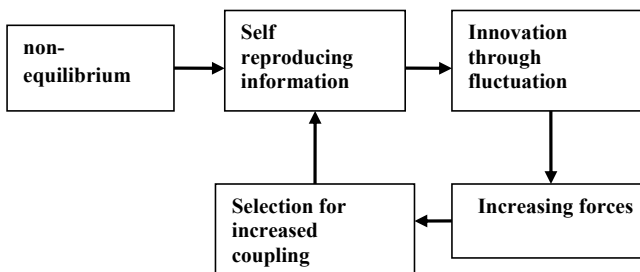 non-
equilibrium
Self
reproducing
information
Innovation
through
fluctuation
Increasing forces
Selection for
increased
coupling